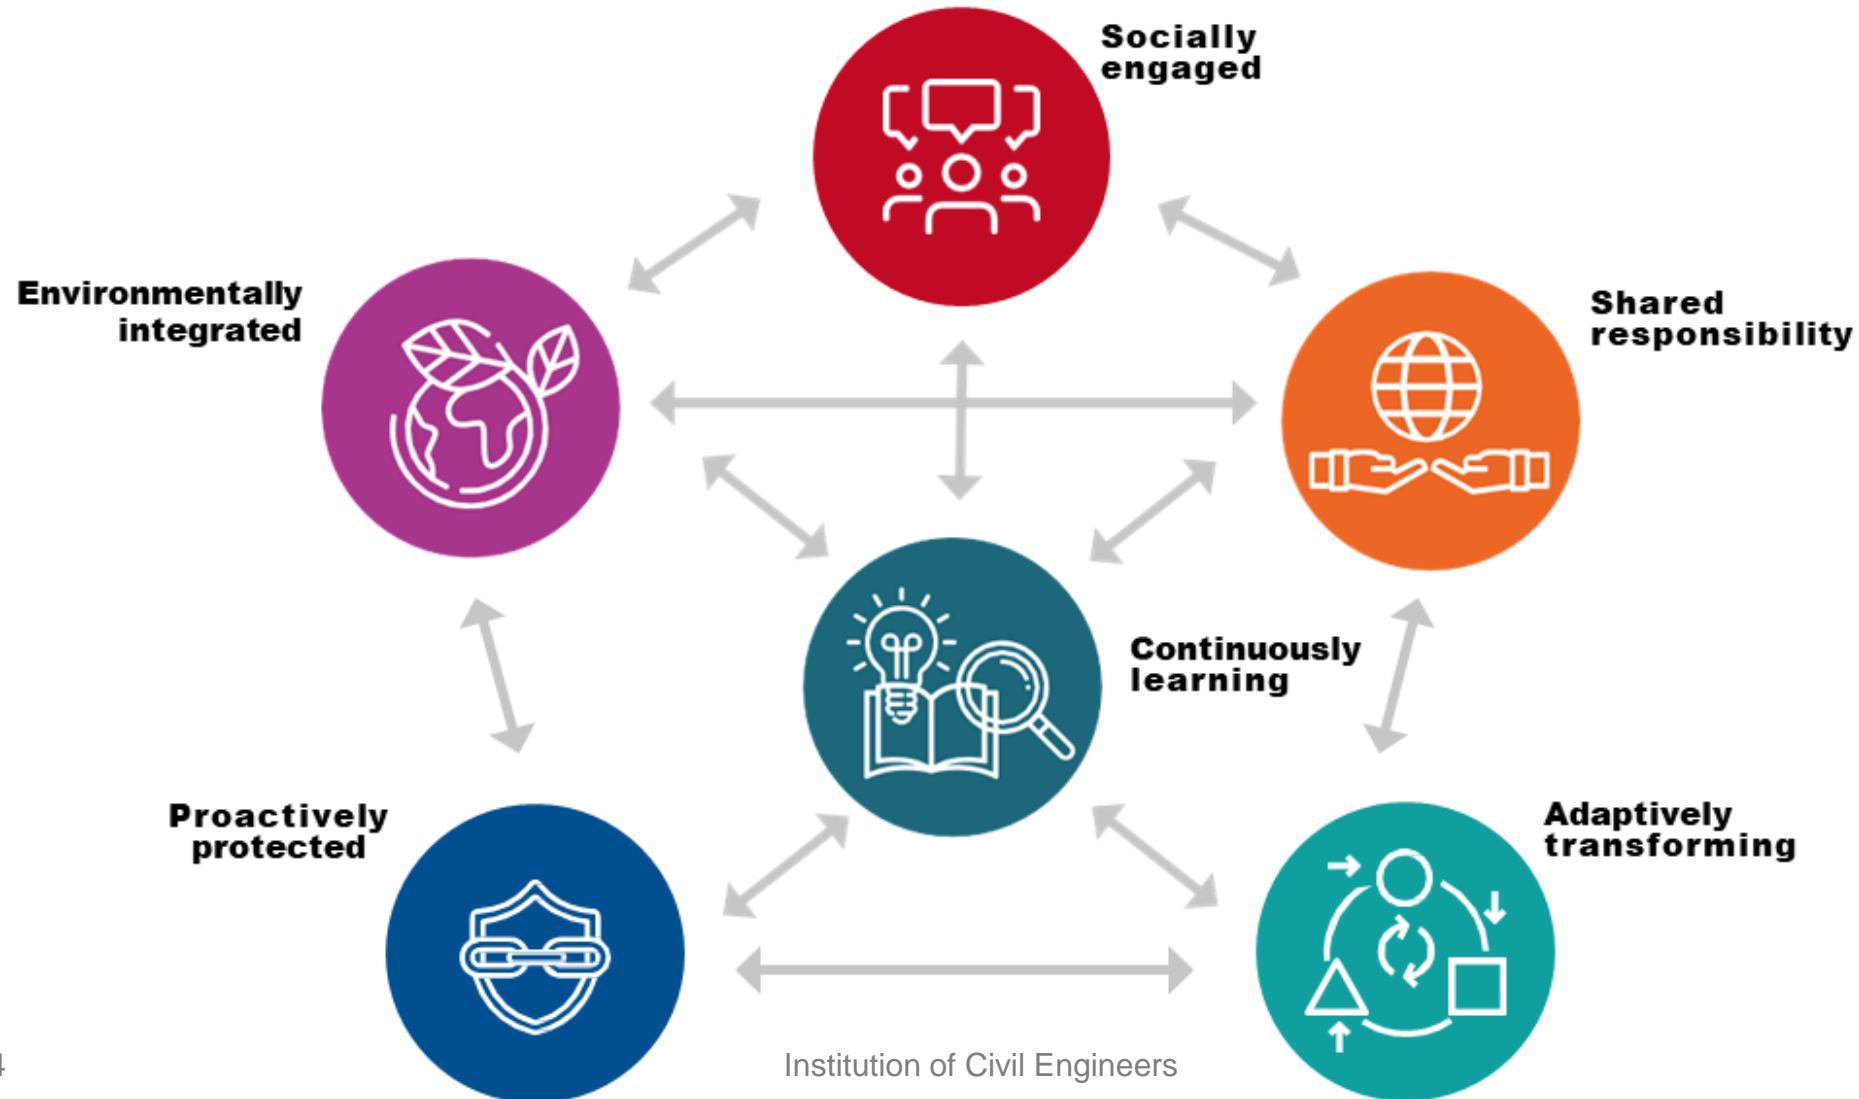 Socially
engaged
Environmentally
integrated
Shared
responsibility
Continuously
learning
Proactively
protected
Adaptively
transforming
Institution of Civil Engineers